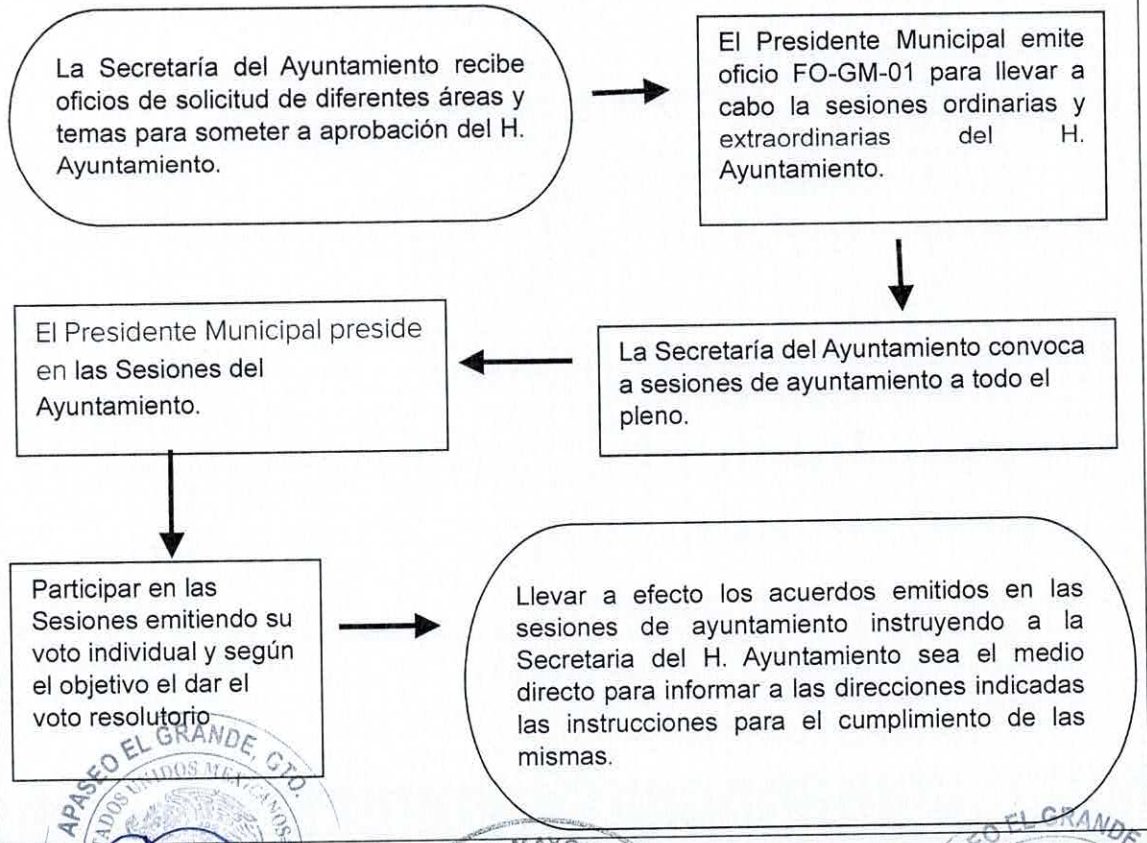 La Secretaría del Ayuntamiento recibe
oficios de solicitud de diferentes áreas y
temas para someter a aprobación del H.
Ayuntamiento.
El Presidente Municipal emite
oficio FO-GM-01 para llevar a
cabo la sesiones ordinarias y
extraordinarias del H.
Ayuntamiento.
La Secretaría del Ayuntamiento convoca
a sesiones de ayuntamiento a todo el
pleno.
El Presidente Municipal preside
en las Sesiones del
Ayuntamiento.
Participar en las
Sesiones emitiendo su
voto individual y según
el objetivo el dar el
voto resolutorio
Llevar a efecto los acuerdos emitidos en las
sesiones de ayuntamiento instruyendo a la
Secretaria del H. Ayuntamiento sea el medio
directo para informar a las direcciones indicadas
las instrucciones para el cumplimiento de las
mismas.
APASEO EL GRANDE, GTO.
UNIDOS MEXICANOS
EL GRANDE